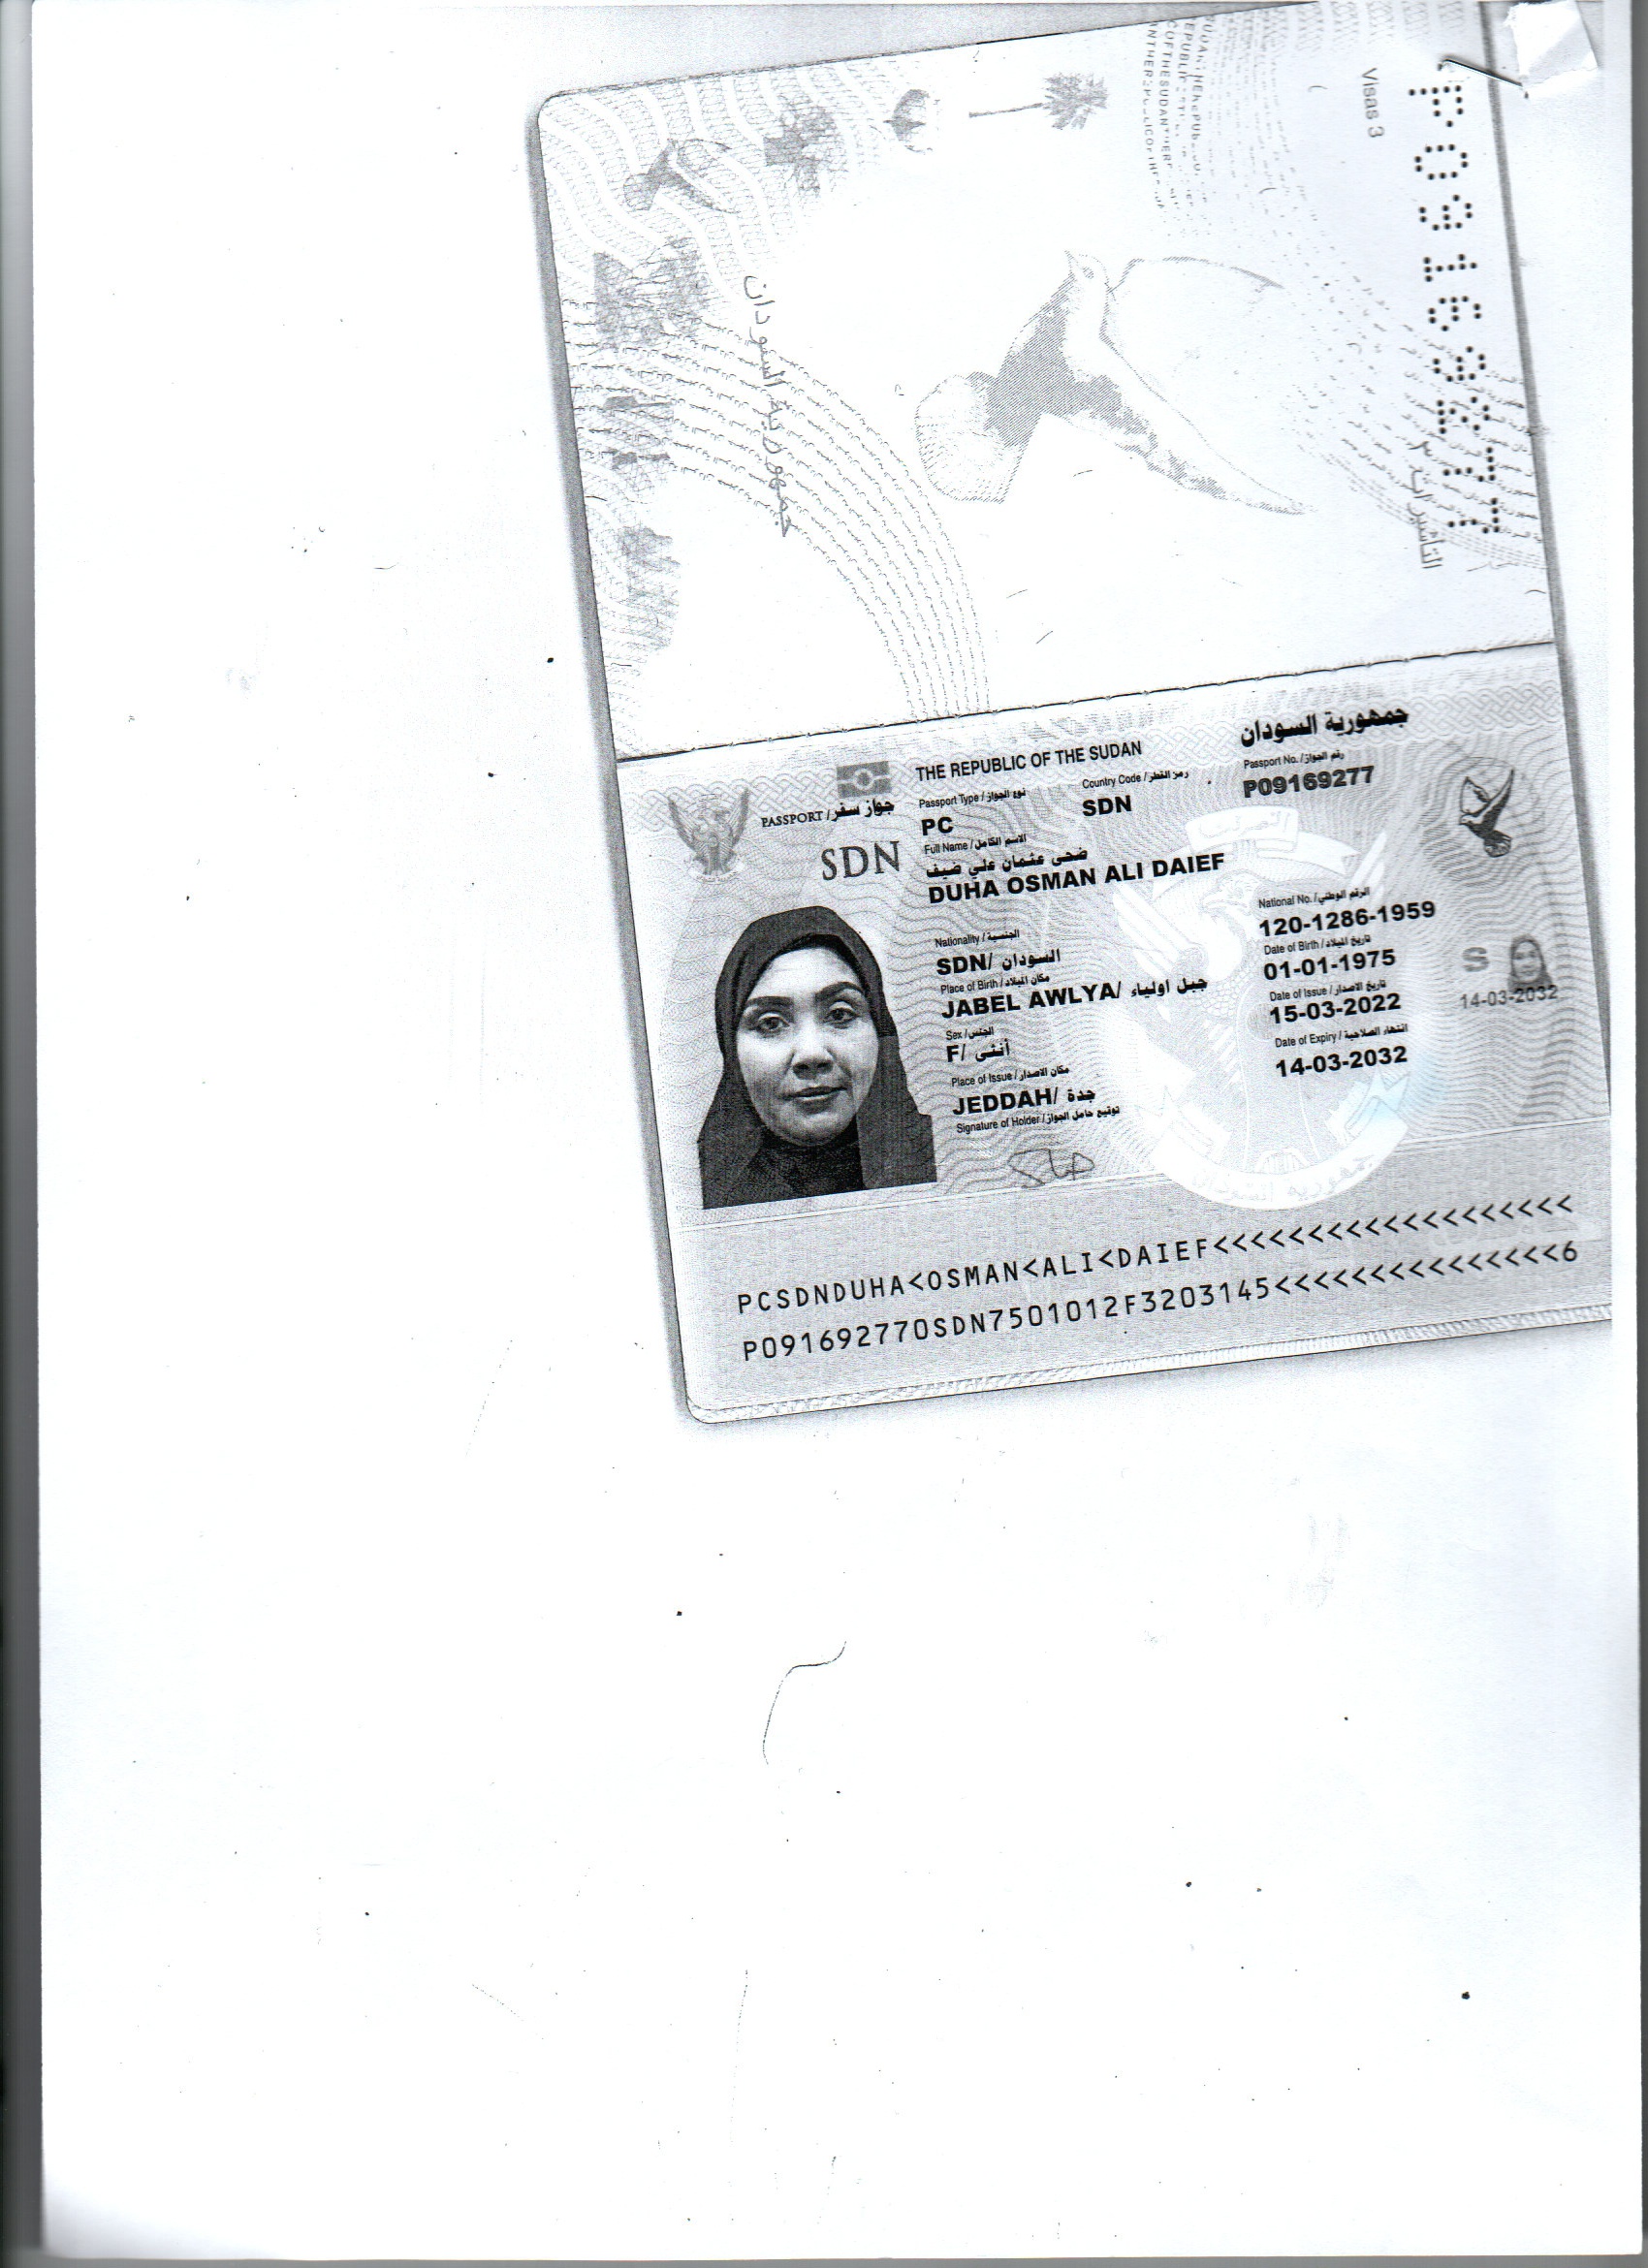 Visas 3
التأشيرات
P09169277
جمهورية السودان
THE REPUBLIC OF THE SUDAN
جمهورية السودان
PASSPORT / جواز سفر
Passport Type / نوع الجواز
Country Code / رمز القطر
Passport No. / رقم الجواز
PC
SDN
P09169277
SDN
Full Name / الاسم الكامل
ضحى عثمان علي ضيف
DUHA OSMAN ALI DAIEF
National No. / الرقم الوطني
120-1286-1959
Nationality / الجنسية
SDN/ السودان
Date of Birth / تاريخ الميلاد
01-01-1975
Place of Birth / مكان الميلاد
JABEL AWLYA/ جبل اولياء
Date of Issue / تاريخ الاصدار
15-03-2022
S
14-03-2032
Sex / الجنس
F/ أنثى
Date of Expiry / انتهاء الصلاحية
14-03-2032
Place of Issue / مكان الاصدار
JEDDAH/ جدة
Signature of Holder / توقيع حامل الجواز
جمهورية السودان
PCSDNDUHA<OSMAN<ALI<DAIEF<<<<<<<<<<<<<<<<<<<
P091692770SDN7501012F3203145<<<<<<<<<<<<<<<6